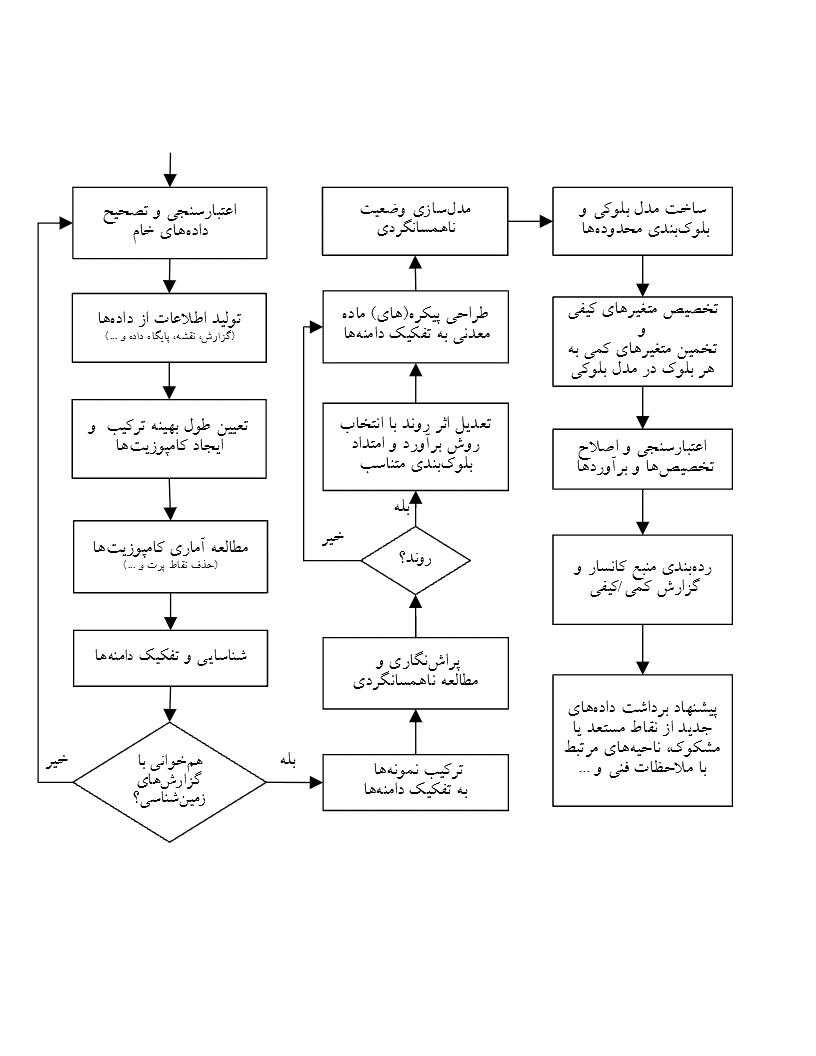 اعتبارسنجی و تصحیح
داده‌های خام
تولید اطلاعات از داده‌ها
(گزارش، نقشه، پایگاه داده و ...)
تعیین طول بهینه ترکیب و
ایجاد کامپوزیت‌ها
مطالعه آماری کامپوزیت‌ها
(حذف نقاط پرت و ...)
شناسایی و تفکیک دامنه‌ها
هم‌خوانی با
گزارش‌های
زمین‌شناسی؟
خیر
بله
ترکیب نمونه‌ها
به تفکیک دامنه‌ها
پراش‌نگاری و
مطالعه ناهمسانگردی
روند؟
خیر
بله
تعدیل اثر روند با انتخاب
روش برآورد و امتداد
بلوک‌بندی متناسب
طراحی پیکره(های) ماده
معدنی به تفکیک دامنه‌ها
مدل‌سازی وضعیت
ناهمسانگردی
ساخت مدل بلوکی و
بلوک‌بندی محدوده‌ها
تخصیص متغیرهای کیفی
و
تخمین متغیرهای کمی به
هر بلوک در مدل بلوکی
اعتبارسنجی و اصلاح
تخصیص‌ها و برآوردها
رده‌بندی منبع کانسار و
گزارش کمی/کیفی
پیشنهاد برداشت داده‌های
جدید از نقاط مستعد یا
مشکوک، ناحیه‌های مرتبط
با ملاحظات فنی و ...